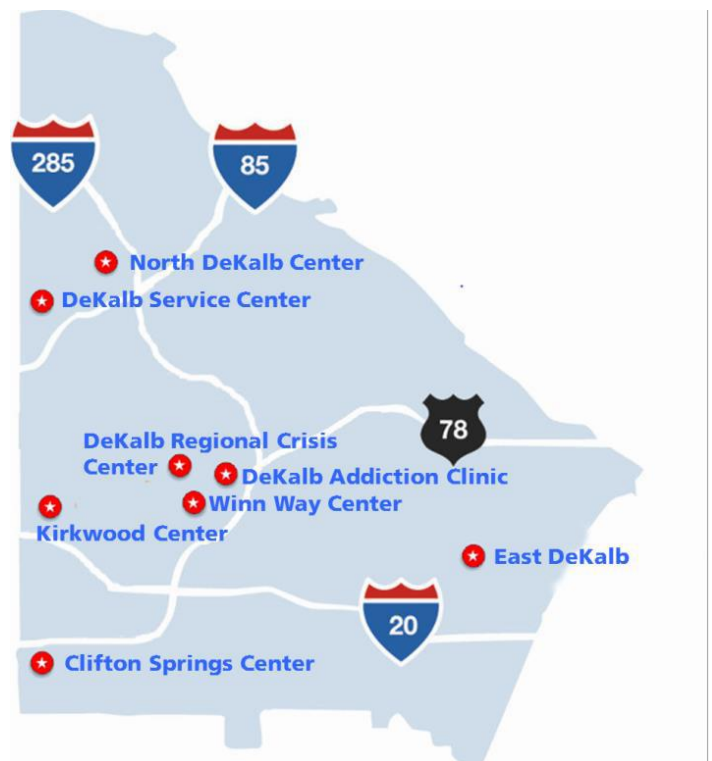 285
85
North DeKalb Center
DeKalb Service Center
78
DeKalb Regional Crisis
Center
DeKalb Addiction Clinic
Winn Way Center
Kirkwood Center
East DeKalb
20
Clifton Springs Center